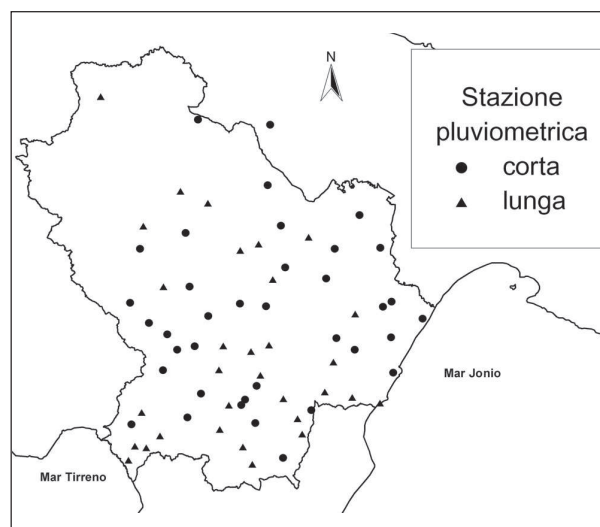 N
Stazione
pluviometrica
corta
lunga
Mar Jonio
Mar Tirreno